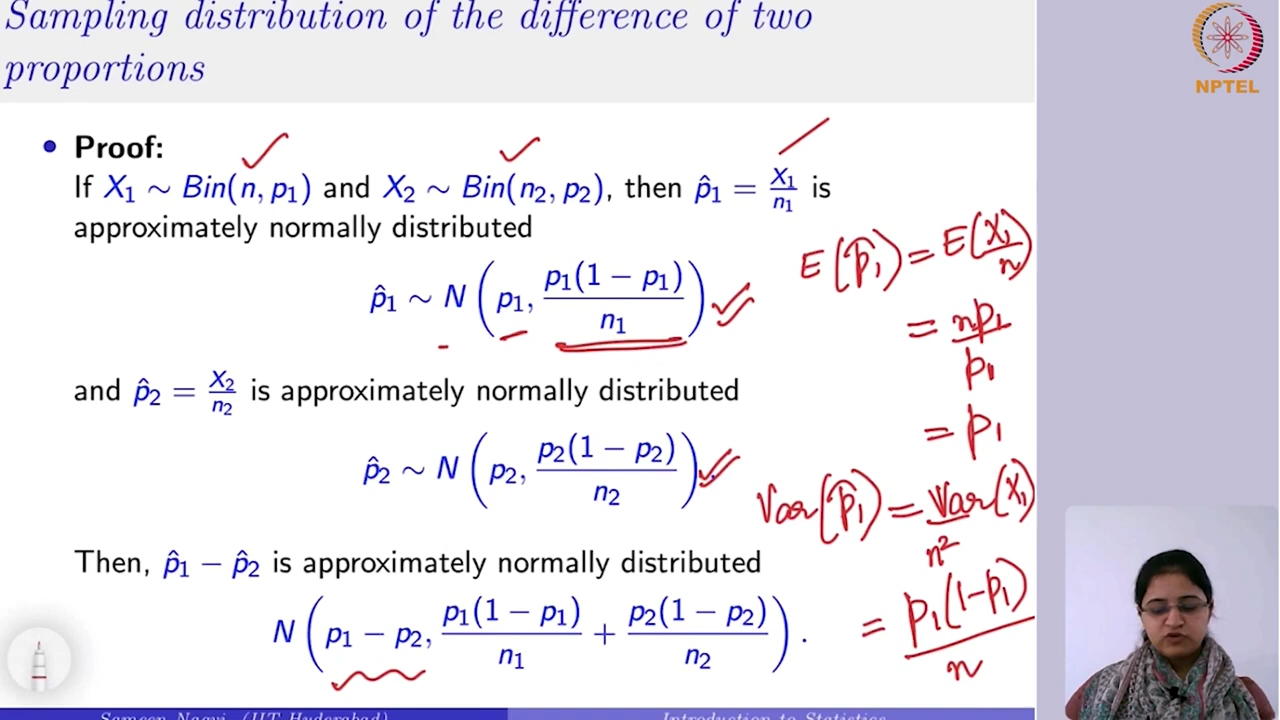 Sampling distribution of the difference of two
proportions
NPTEL
• Proof:
If X₁ ∼ Bin(n, p₁) and X₂ ∼ Bin(n₂, p₂), then p̂₁ = X₁/n₁ is
approximately normally distributed
p̂₁ ∼ N(p₁, p₁(1 − p₁)/n₁)
and p̂₂ = X₂/n₂ is approximately normally distributed
p̂₂ ∼ N(p₂, p₂(1 − p₂)/n₂)
Then, p̂₁ − p̂₂ is approximately normally distributed
N(p₁ − p₂, p₁(1 − p₁)/n₁ + p₂(1 − p₂)/n₂).
E(p̂₁) = E(X₁/n)
= np₁/p₁
= p₁
Var(p̂₁) = Var(X₁)/n²
= p₁(1−p₁)/n
Sameen Naqvi (IIT Hyderabad)
Introduction to Statistics